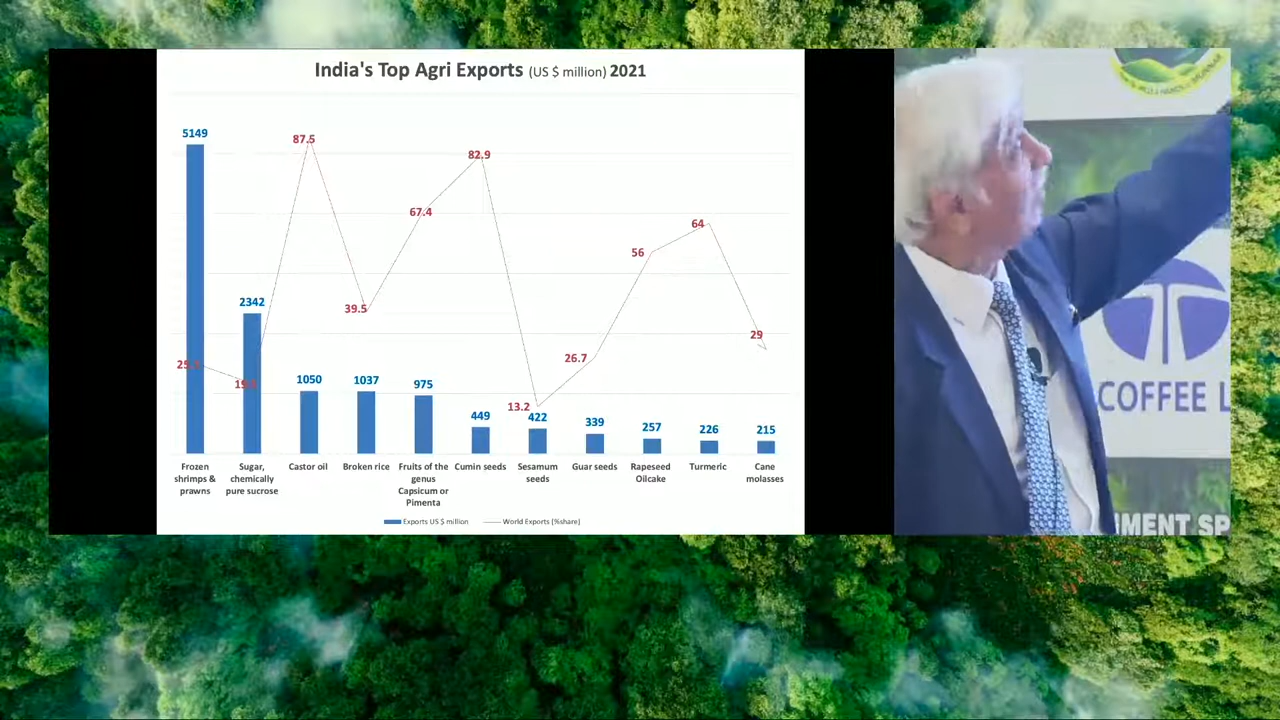 India's Top Agri Exports (US $ million) 2021
5149
87.5
82.9
67.4
64
56
2342
39.5
29
26.7
1050
1037
975
13.2
449
422
339
257
226
215
Frozen shrimps & prawns
Sugar, chemically pure sucrose
Castor oil
Broken rice
Fruits of the genus Capsicum or Pimenta
Cumin seeds
Sesamum seeds
Guar seeds
Rapeseed Oilcake
Turmeric
Cane molasses
Exports US $ million
World Exports (%share)
COFFEE L
MENT SP